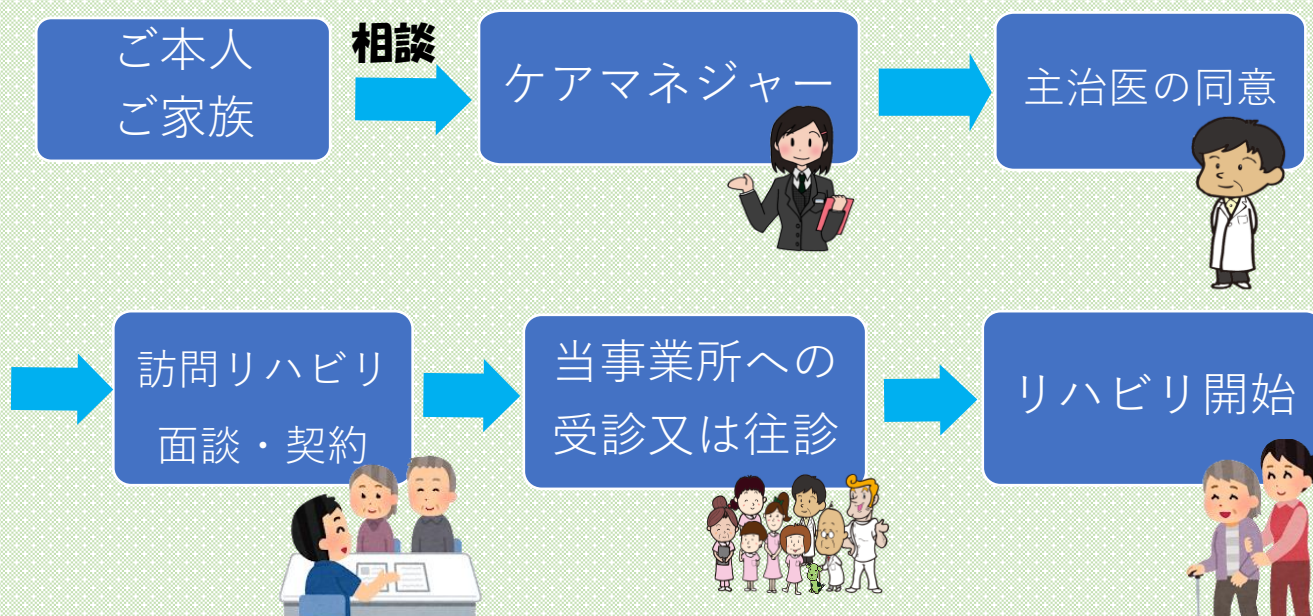 ご本人
ご家族
相談
ケアマネジャー
主治医の同意
訪問リハビリ
面談・契約
当事業所への
受診又は往診
リハビリ開始